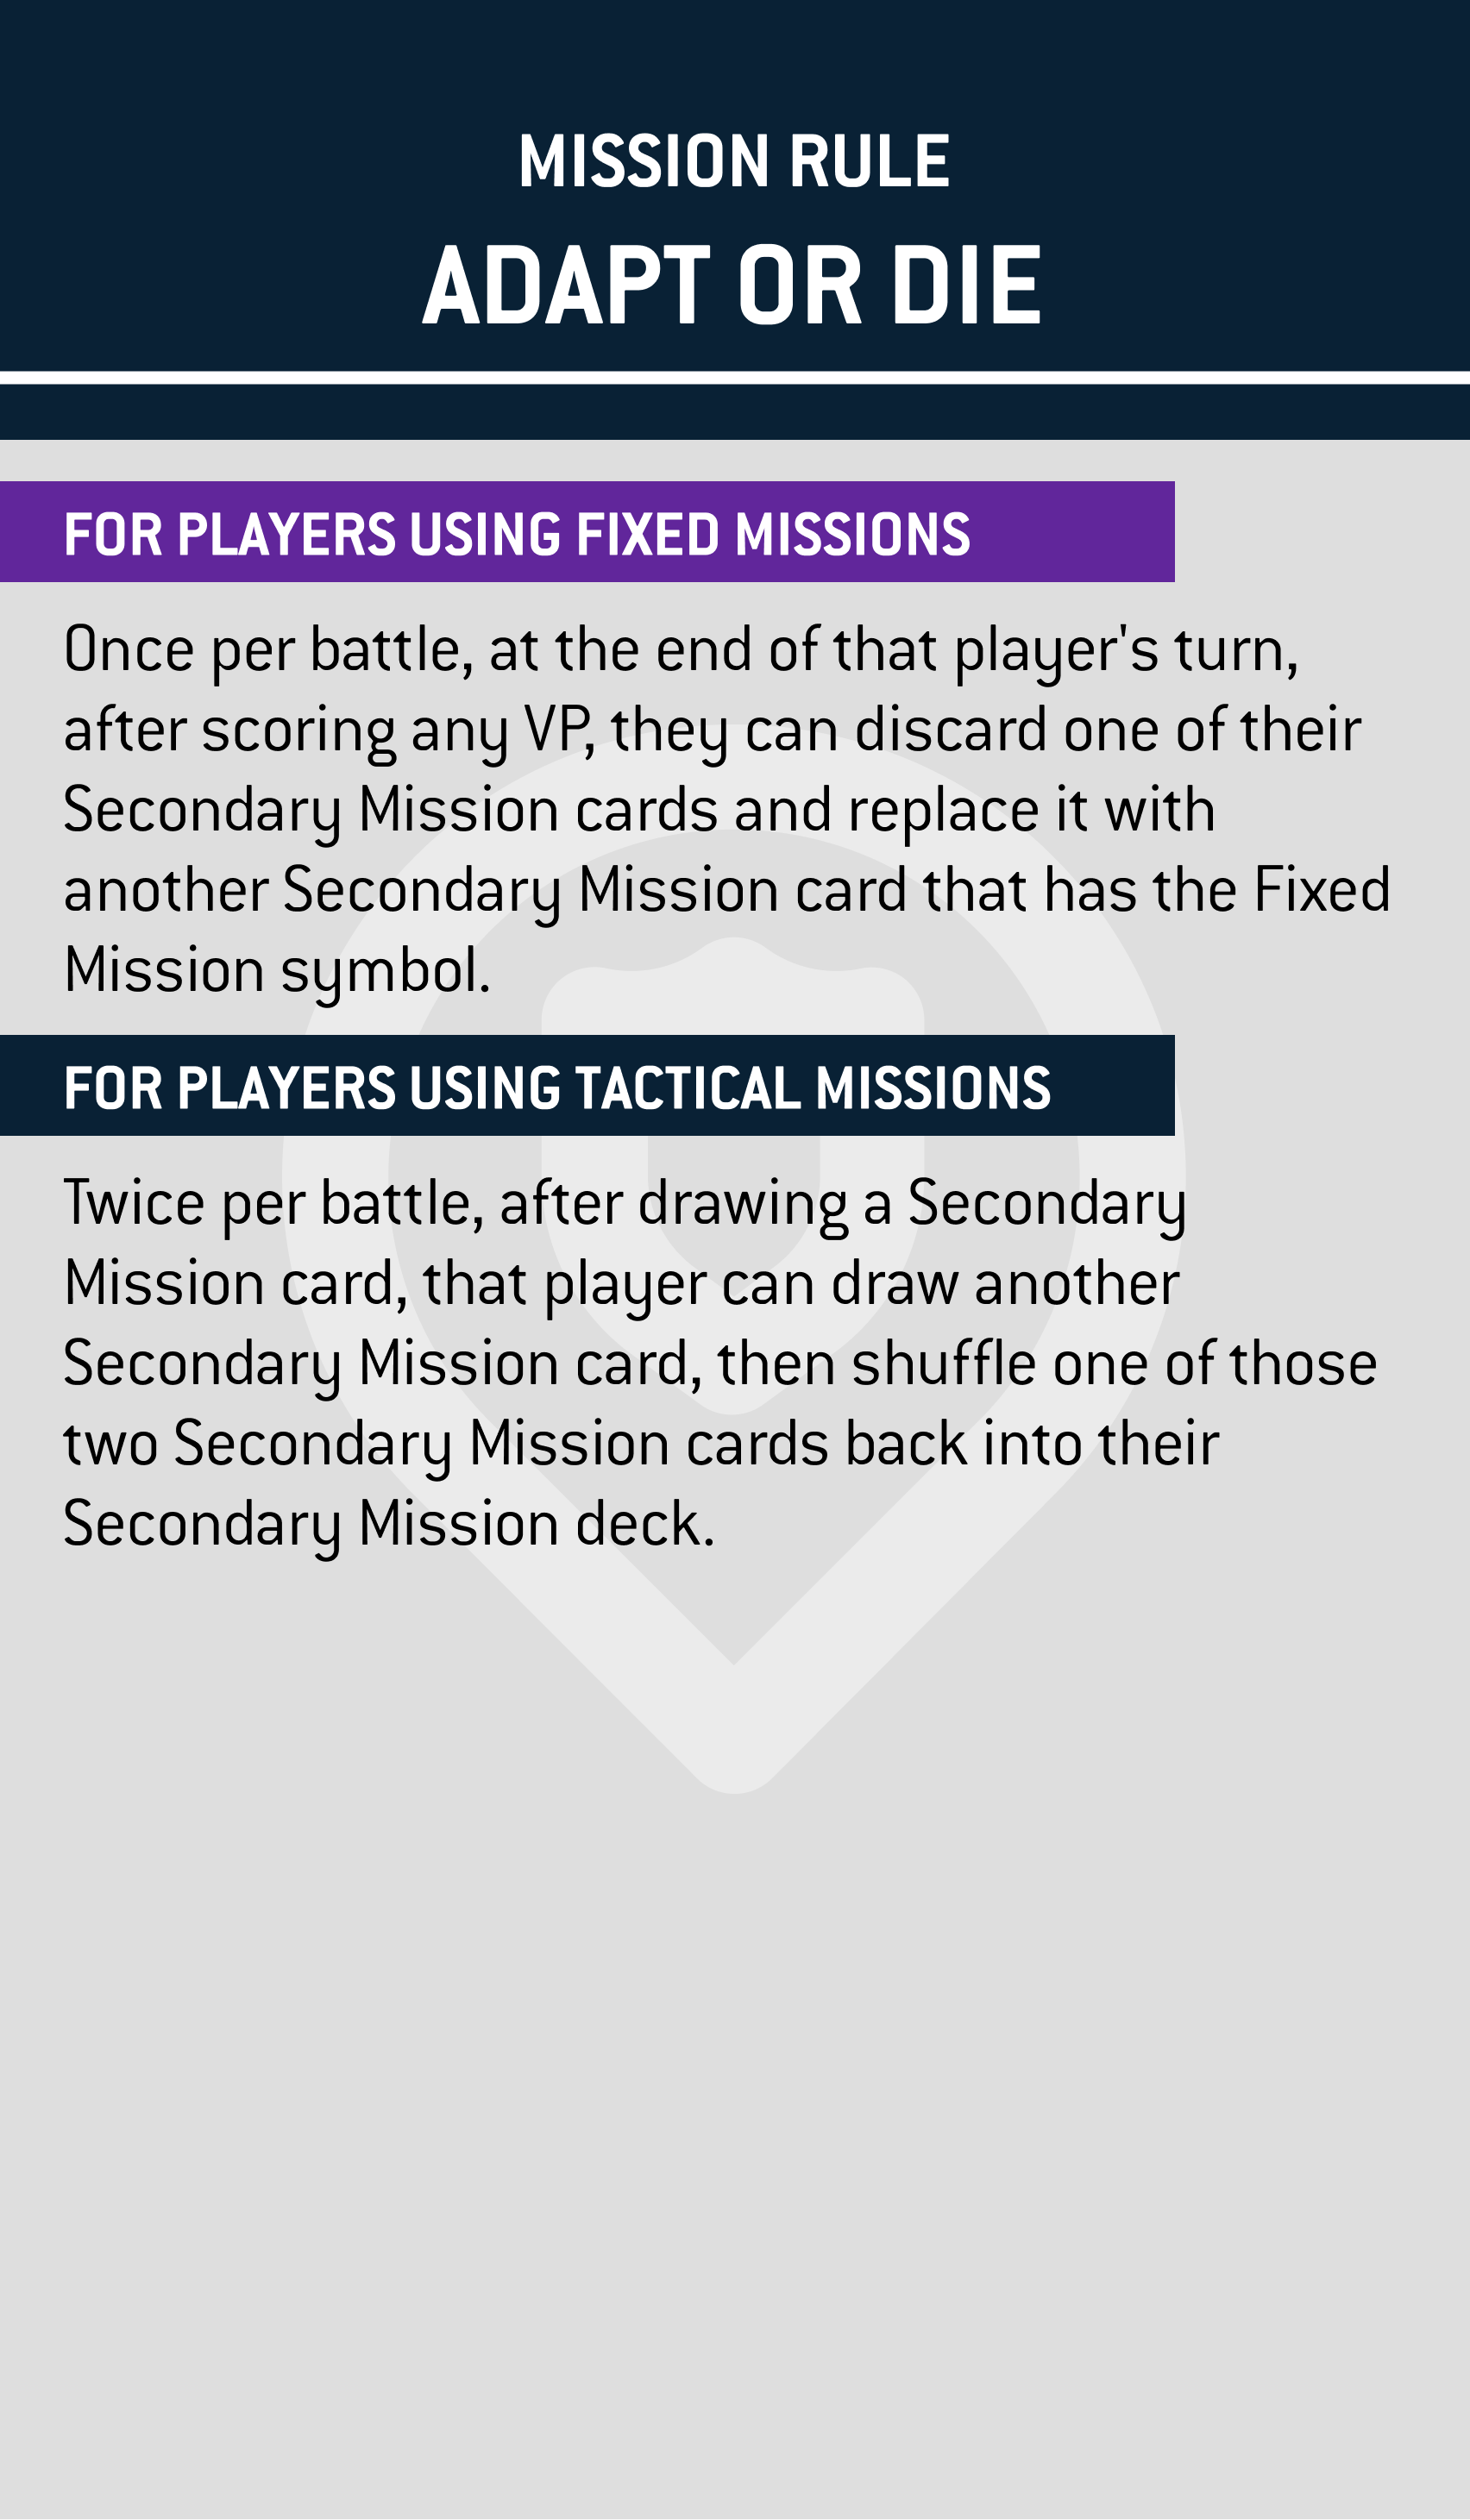 MISSION RULE
ADAPT OR DIE
FOR PLAYERS USING FIXED MISSIONS
Once per battle, at the end of that player's turn,
after scoring any VP, they can discard one of their
Secondary Mission cards and replace it with
another Secondary Mission card that has the Fixed
Mission symbol.
FOR PLAYERS USING TACTICAL MISSIONS
Twice per battle, after drawing a Secondary
Mission card, that player can draw another
Secondary Mission card, then shuffle one of those
two Secondary Mission cards back into their
Secondary Mission deck.